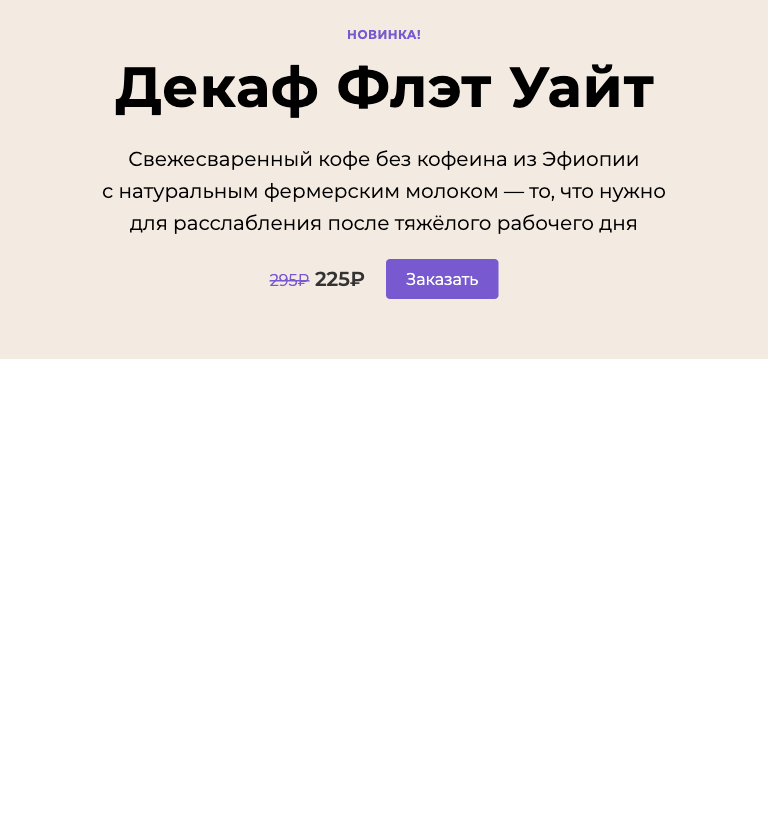 НОВИНКА!
Декаф Флэт Уайт
Свежесваренный кофе без кофеина из Эфиопии
с натуральным фермерским молоком — то, что нужно
для расслабления после тяжёлого рабочего дня
295₽ 225₽ Заказать